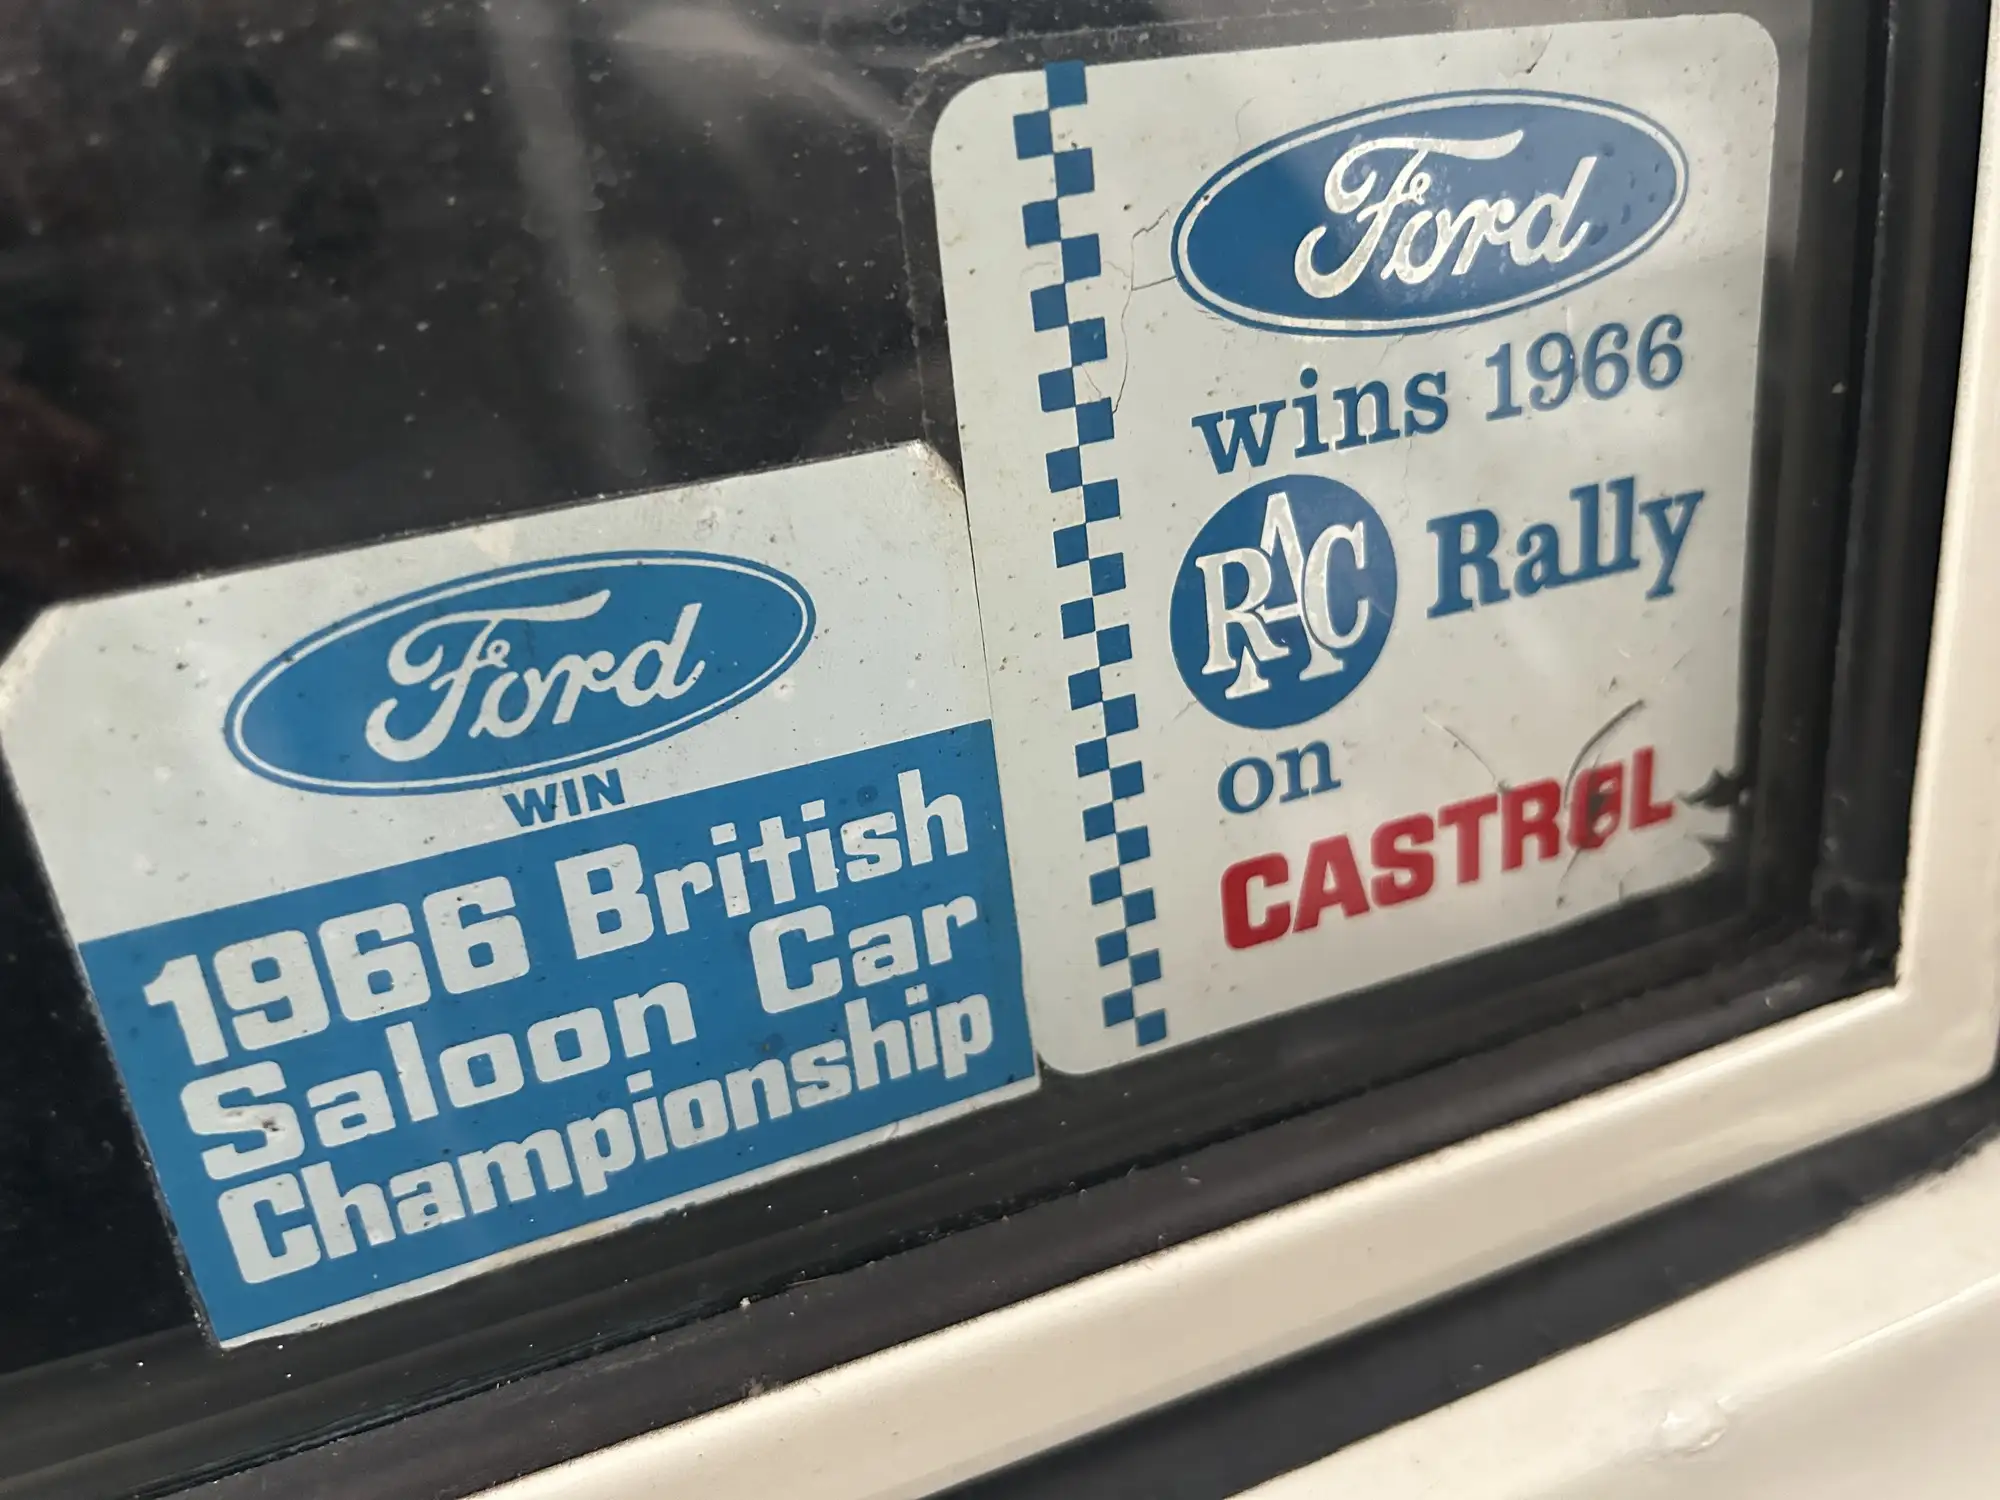 Ford
WIN
1966 British
Saloon Car
Championship
Ford
wins 1966
RAC Rally
on
CASTROL